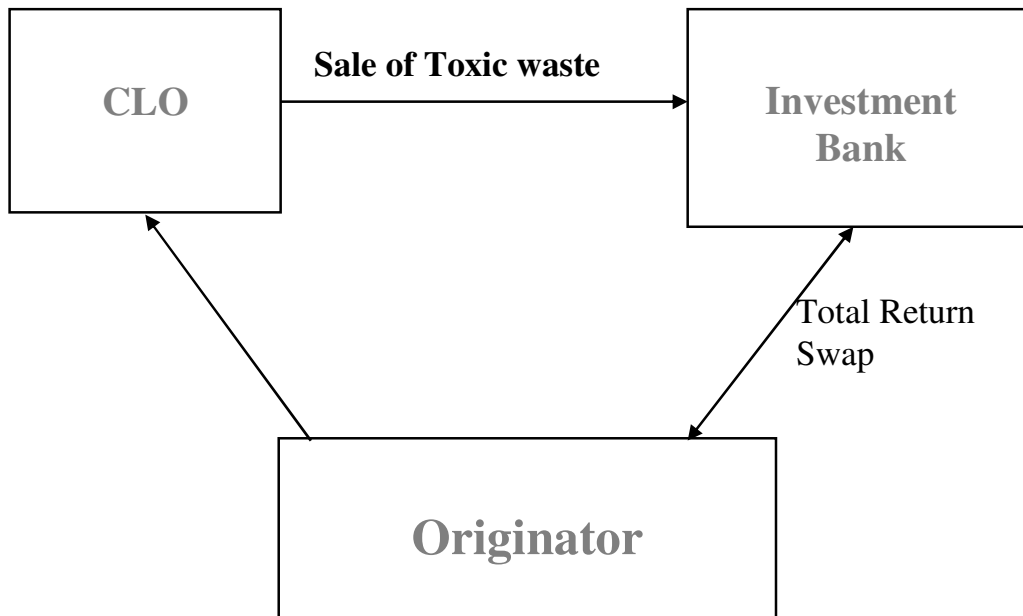 Sale of Toxic waste
CLO
Investment
Bank
Total Return
Swap
Originator